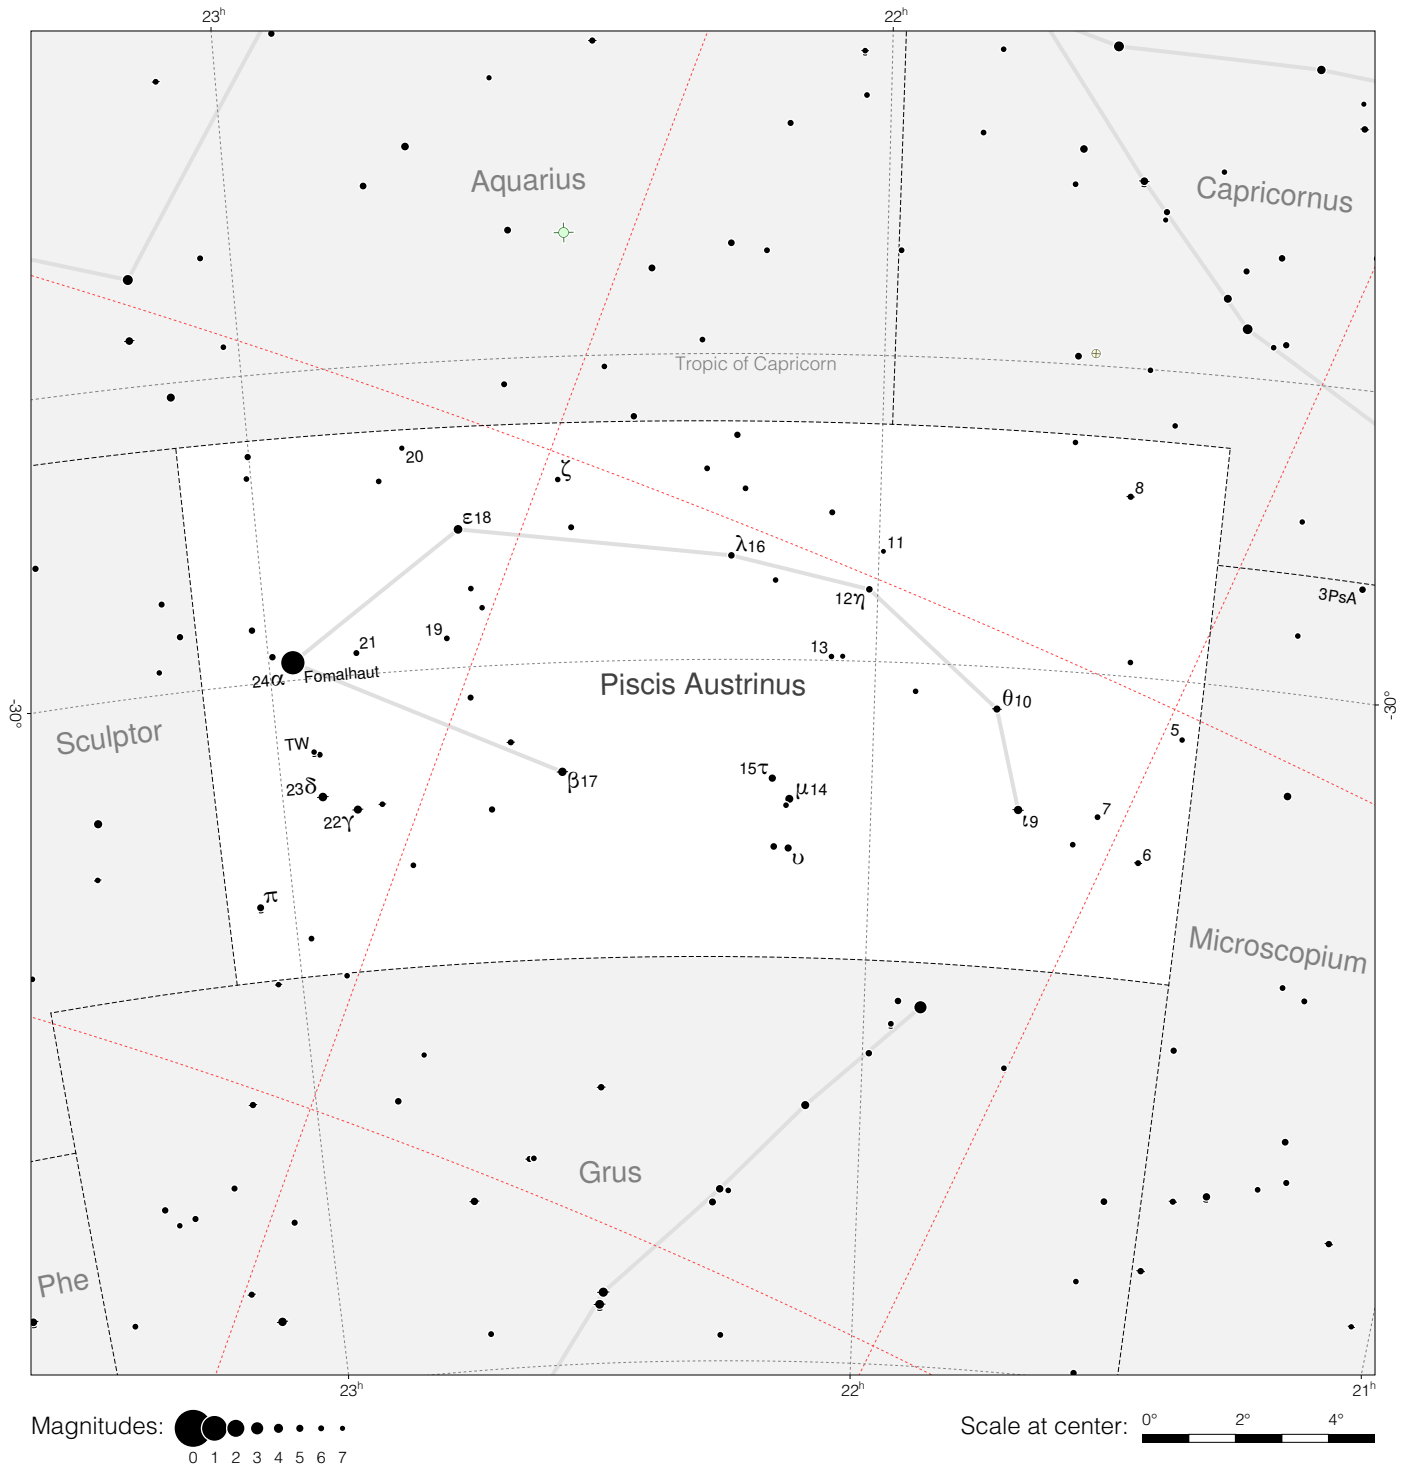 23h 22h
Aquarius
Capricornus
Tropic of Capricorn
20
ζ
8
ε18
λ16
11
12η
3PsA
19
21
13
24α Fomalhaut
Piscis Austrinus
θ10
-30°
-30°
Sculptor
TW
5
15τ
β17
23δ
μ14
22γ
ι9
7
υ
6
π
Microscopium
Grus
Phe
23h 22h 21h
Magnitudes:
0 1 2 3 4 5 6 7
Scale at center:
0° 2° 4°